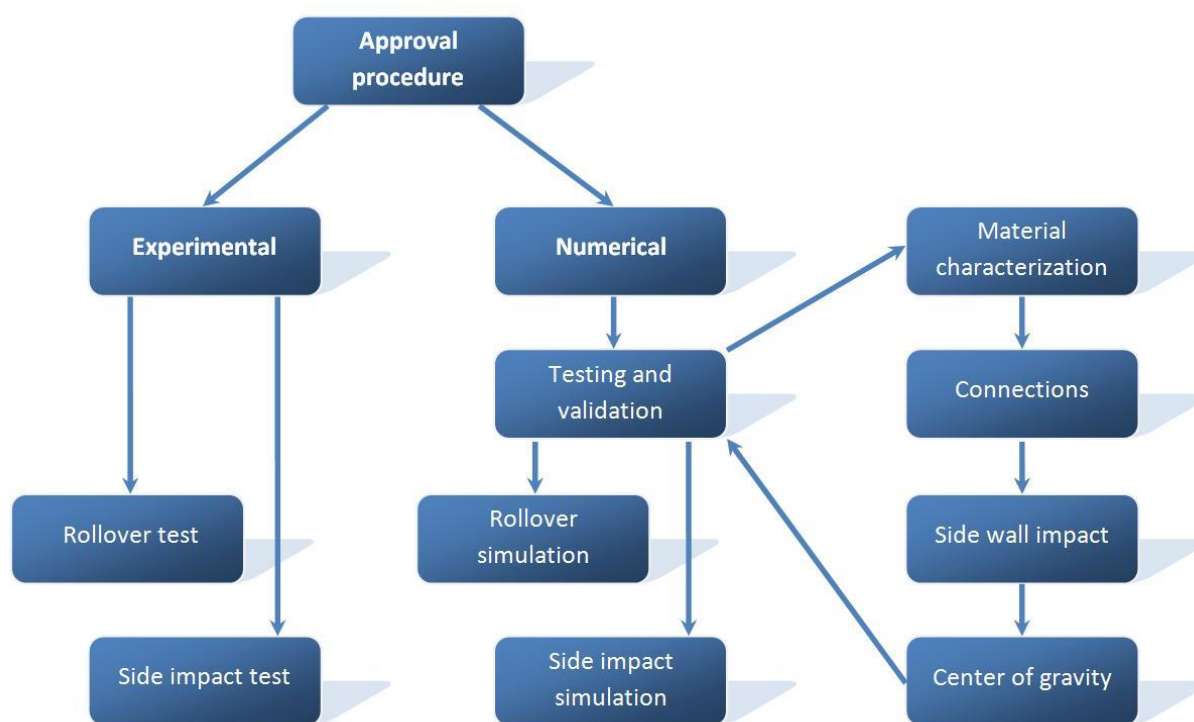 Approval
procedure
Experimental
Numerical
Material
characterization
Testing and
validation
Connections
Rollover test
Rollover
simulation
Side wall impact
Side impact test
Side impact
simulation
Center of gravity